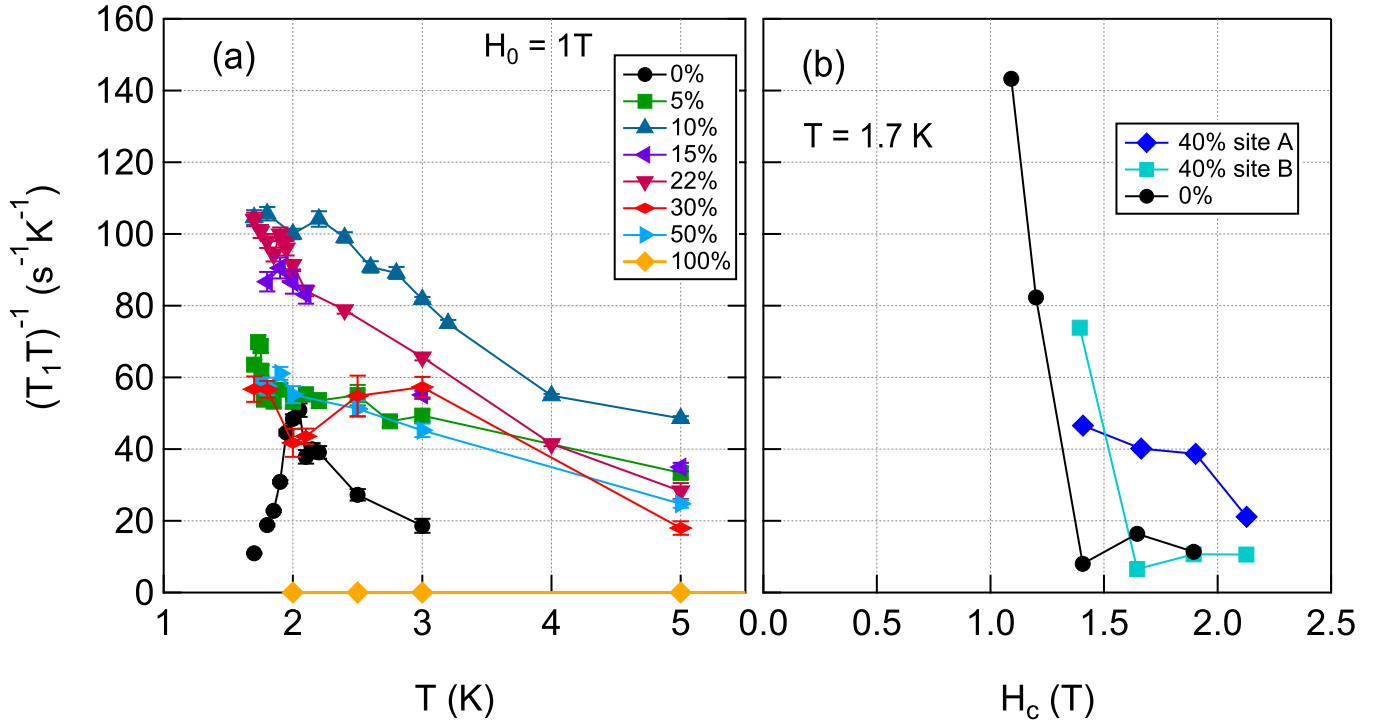 (a)
H₀ = 1T
0%
5%
10%
15%
22%
30%
50%
100%
160
140
120
100
80
60
40
20
0
(T₁T)⁻¹ (s⁻¹K⁻¹)
1 2 3 4 5
T (K)
(b)
T = 1.7 K
40% site A
40% site B
0%
0.0 0.5 1.0 1.5 2.0 2.5
H_c (T)